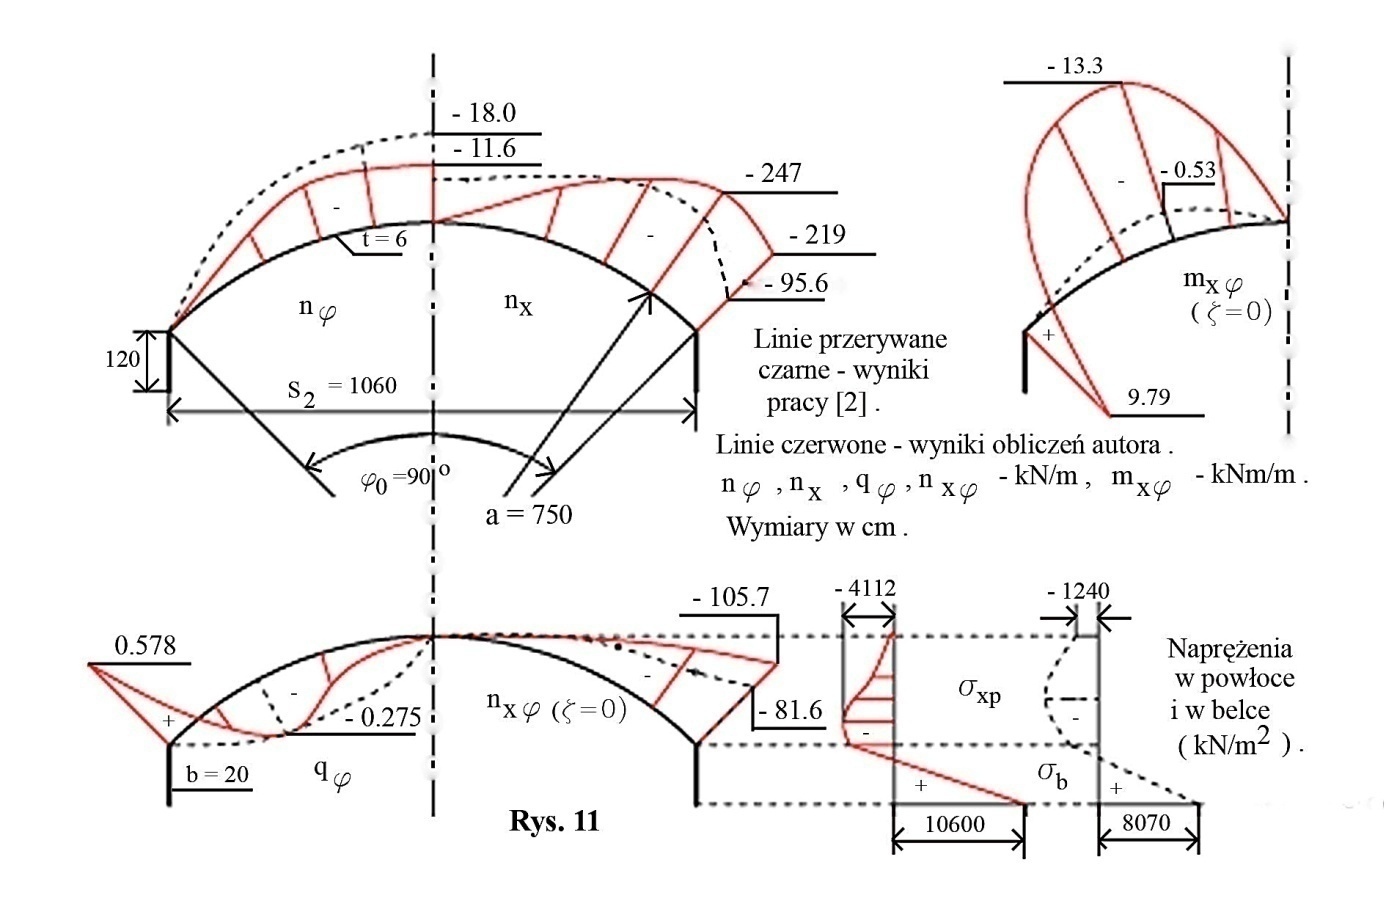 - 18.0
- 11.6
-
t = 6
n φ
n x
- 247
- 219
- 95.6
-
120
S 2 = 1060
φ0 =90 o
a = 750
- 13.3
-
- 0.53
m x φ
( ζ = 0)
+
9.79
Linie przerywane
czarne - wyniki
pracy [2] .
Linie czerwone - wyniki obliczeń autora .
n φ , n x , q φ , n x φ - kN/m , m x φ - kNm/m .
Wymiary w cm .
0.578
+
-
- 0.275
b = 20
q φ
- 105.7
-
- 81.6
n x φ ( ζ = 0)
Rys. 11
- 4112
-
+
10600
σxp
σb
- 1240
-
+
8070
Naprężenia
w powłoce
i w belce
( kN/m2 ) .